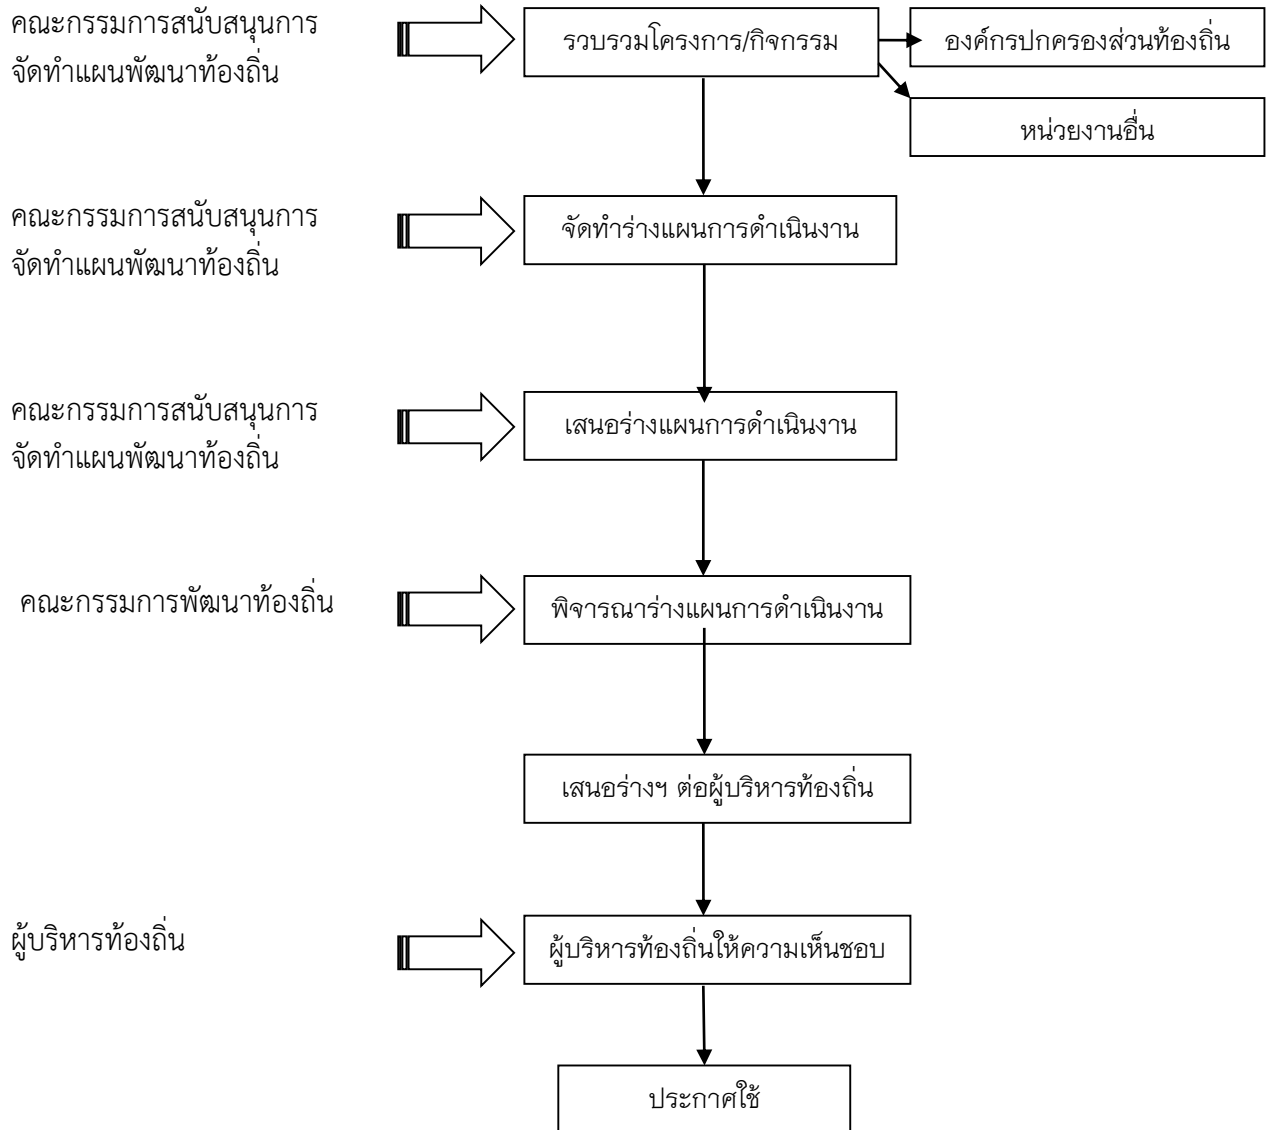 คณะกรรมการสนับสนุนการ
จัดทำแผนพัฒนาท้องถิ่น
รวบรวมโครงการ/กิจกรรม
องค์กรปกครองส่วนท้องถิ่น
หน่วยงานอื่น
คณะกรรมการสนับสนุนการ
จัดทำแผนพัฒนาท้องถิ่น
จัดทำร่างแผนการดำเนินงาน
คณะกรรมการสนับสนุนการ
จัดทำแผนพัฒนาท้องถิ่น
เสนอร่างแผนการดำเนินงาน
คณะกรรมการพัฒนาท้องถิ่น
พิจารณาร่างแผนการดำเนินงาน
เสนอร่างฯ ต่อผู้บริหารท้องถิ่น
ผู้บริหารท้องถิ่น
ผู้บริหารท้องถิ่นให้ความเห็นชอบ
ประกาศใช้